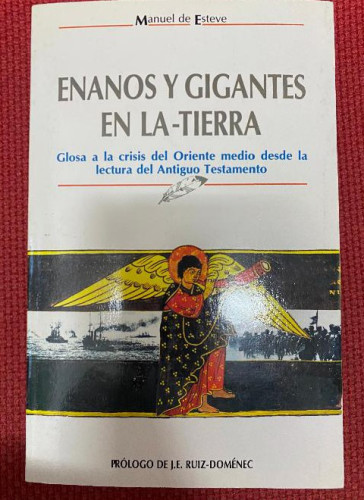 Manuel de Esteve
ENANOS Y GIGANTES
EN LA-TIERRA
Glosa a la crisis del Oriente medio desde la
lectura del Antiguo Testamento
PRÓLOGO DE J.E. RUIZ-DOMÉNEC